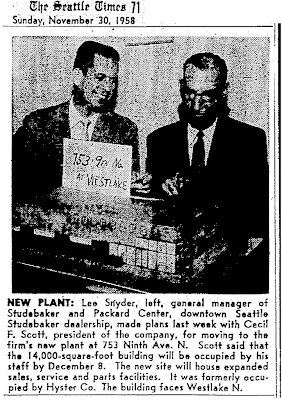 The Seattle Times 71
Sunday, November 30, 1958
753-9th Ave N.
AT WESTLAKE
NEW PLANT: Lee Snyder, left, general manager of
Studebaker and Packard Center, downtown Seattle
Studebaker dealership, made plans last week with Cecil
F. Scott, president of the company, for moving to the
firm's new plant at 753 Ninth Ave. N. Scott said that
the 14,000-square-foot building will be occupied by his
staff by December 8. The new site will house expanded
sales, service and parts facilities. It was formerly occu-
pied by Hyster Co. The building faces Westlake N.